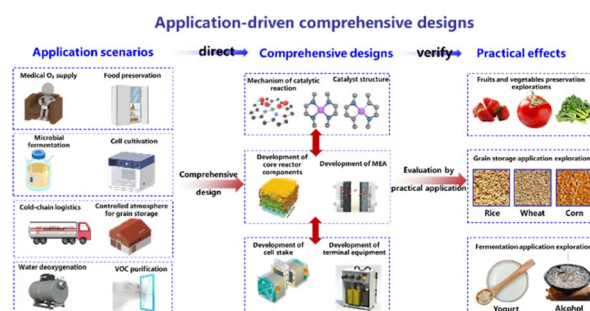 Application-driven comprehensive designs
Application scenarios
direct
Comprehensive designs
verify
Practical effects
Medical O₂ supply
Food preservation
Microbial
fermentation
Cell cultivation
Cold-chain logistics
Controlled atmosphere
for grain storage
Water deoxygenation
VOC purification
Comprehensive
design
Mechanism of catalytic
reaction
Catalyst structure
Development of
core reactor
components
Development of MEA
Development of
cell stake
Development of
terminal equipment
Evaluation by
practical application
Fruits and vegetables preservation
explorations
Grain storage application explorations
Rice
Wheat
Corn
Fermentation application explorations
Yogurt
Alcohol